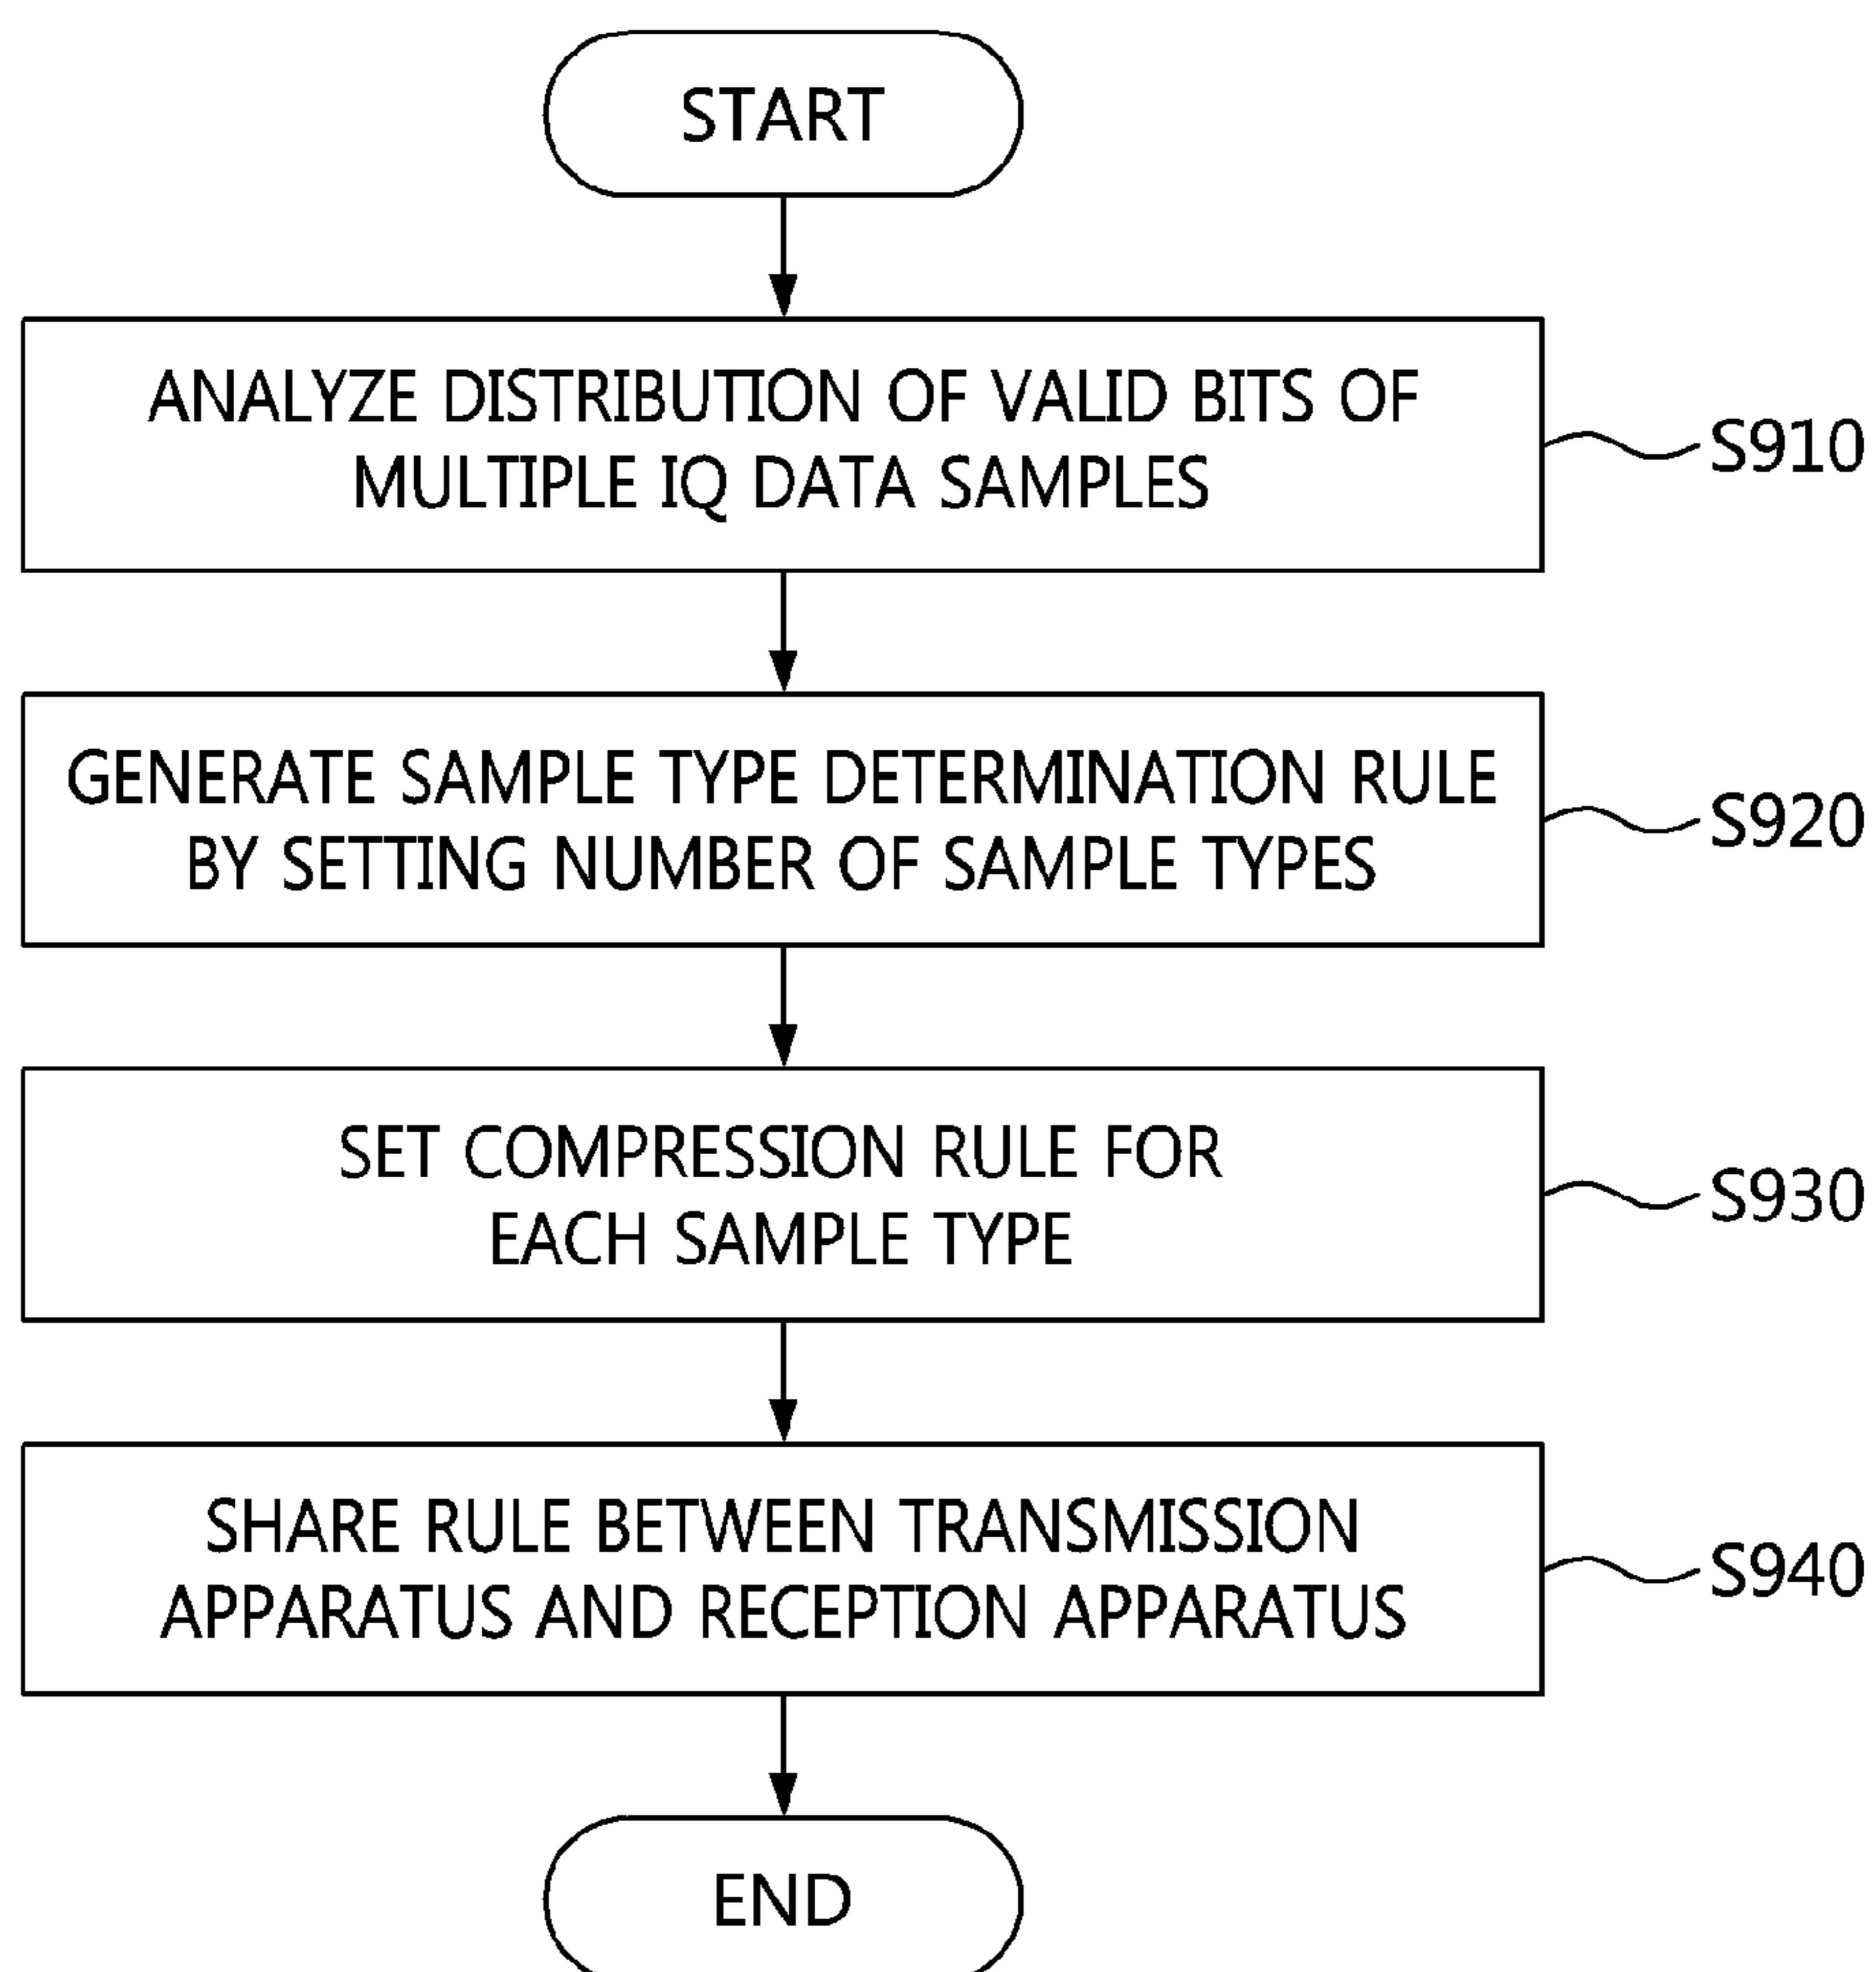 START
ANALYZE DISTRIBUTION OF VALID BITS OF
MULTIPLE IQ DATA SAMPLES
S910
GENERATE SAMPLE TYPE DETERMINATION RULE
BY SETTING NUMBER OF SAMPLE TYPES
S920
SET COMPRESSION RULE FOR
EACH SAMPLE TYPE
S930
SHARE RULE BETWEEN TRANSMISSION
APPARATUS AND RECEPTION APPARATUS
S940
END